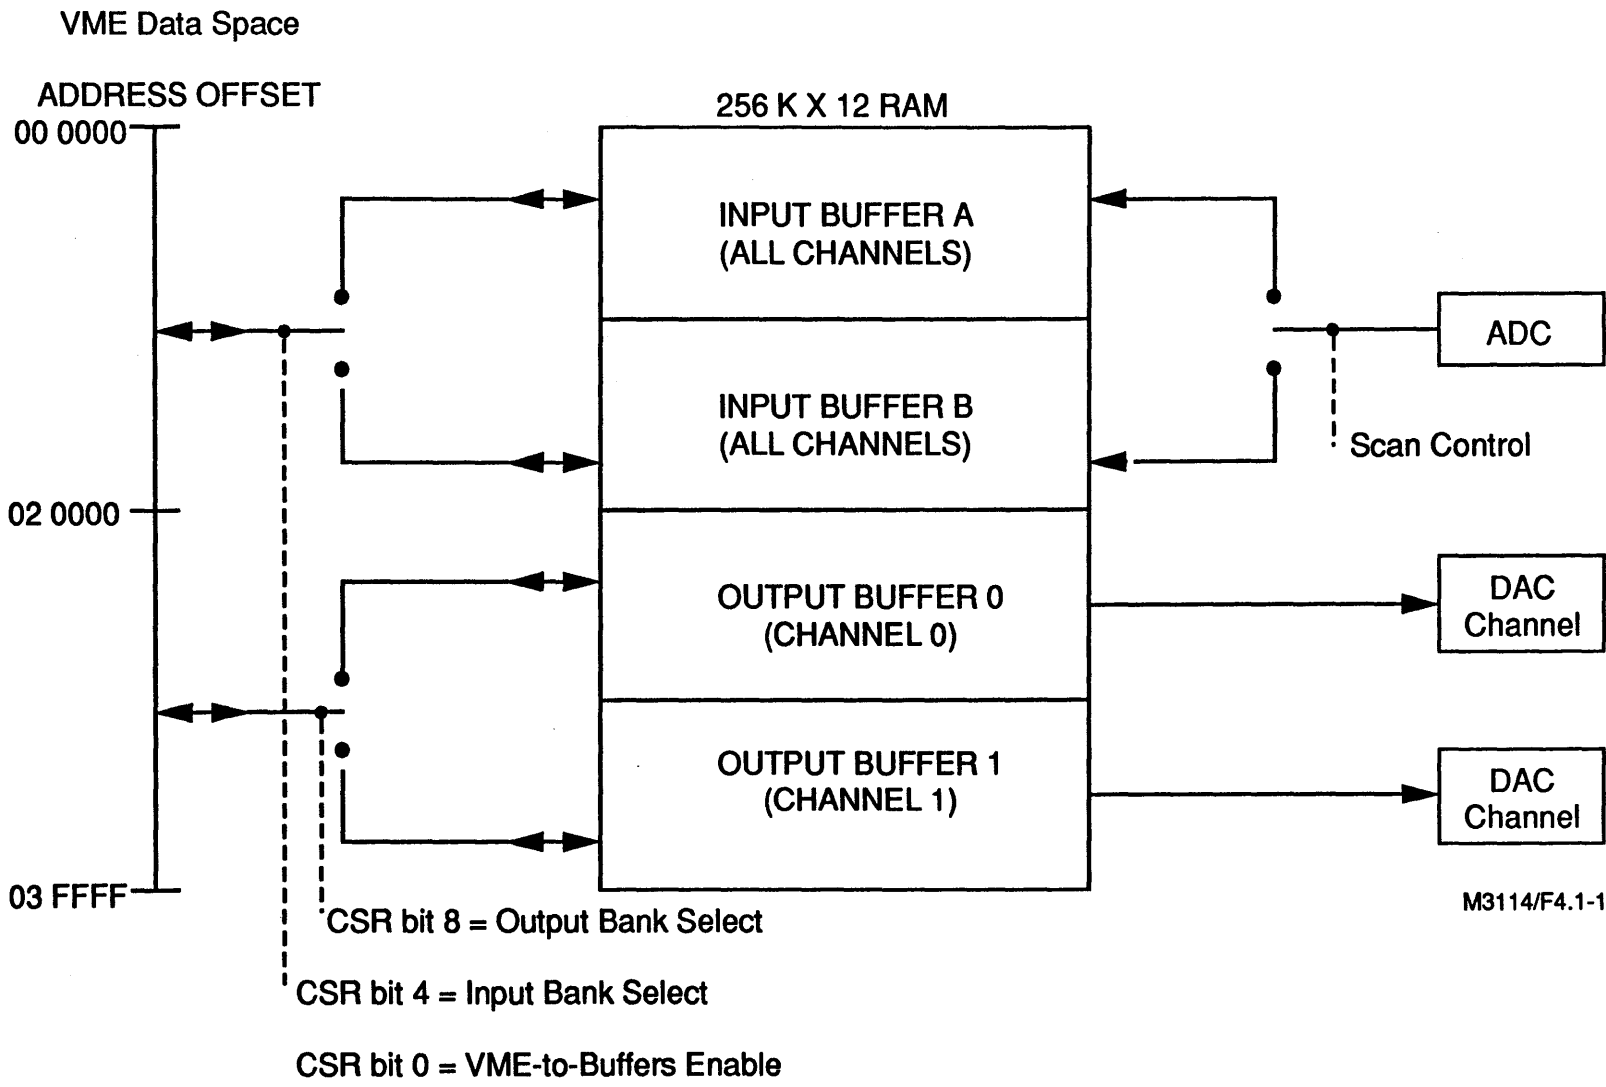 VME Data Space
ADDRESS OFFSET
00 0000
256 K X 12 RAM
INPUT BUFFER A
(ALL CHANNELS)
ADC
INPUT BUFFER B
(ALL CHANNELS)
Scan Control
02 0000
OUTPUT BUFFER 0
(CHANNEL 0)
DAC
Channel
OUTPUT BUFFER 1
(CHANNEL 1)
DAC
Channel
03 FFFF
M3114/F4.1-1
CSR bit 8 = Output Bank Select
CSR bit 4 = Input Bank Select
CSR bit 0 = VME-to-Buffers Enable